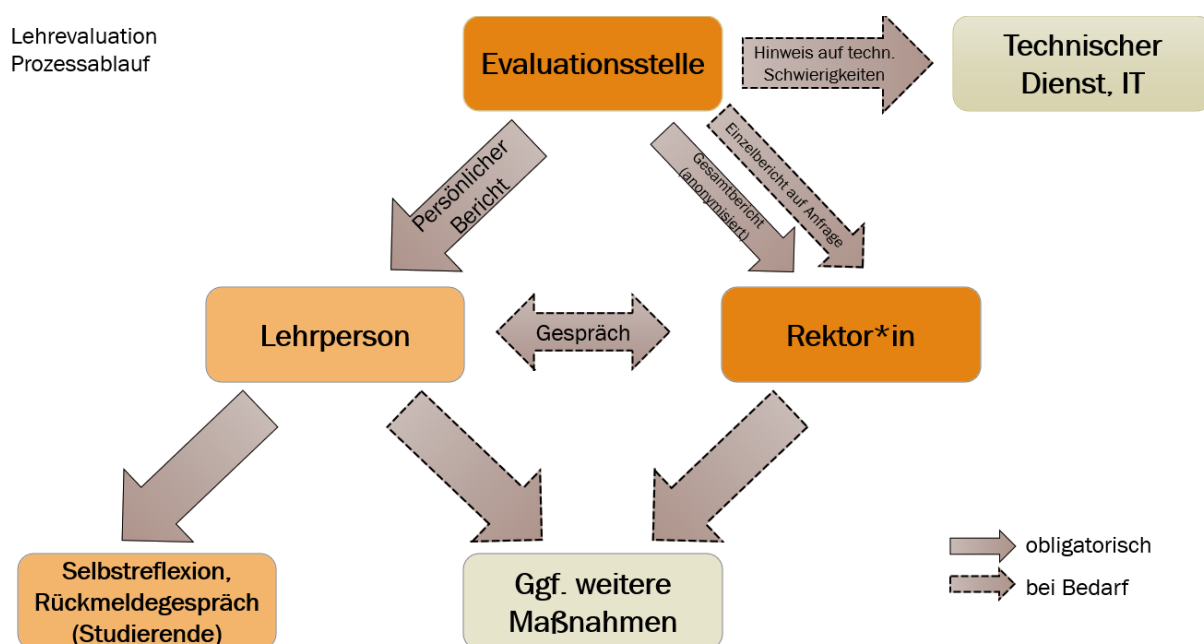 Lehrevaluation
Prozessablauf
Evaluationsstelle
Hinweis auf techn.
Schwierigkeiten
Technischer
Dienst, IT
Persönlicher
Bericht
Gesamtbericht
(anonymisiert)
Einzelbericht auf Anfrage
Lehrperson
Gespräch
Rektor*in
Selbstreflexion,
Rückmeldegespräch
(Studierende)
Ggf. weitere
Maßnahmen
obligatorisch
bei Bedarf